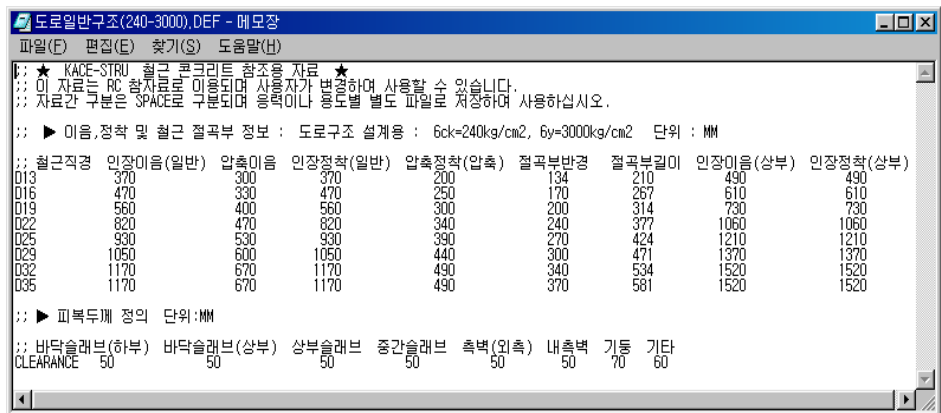 도로일반구조(240-3000).DEF - 메모장
파일(F) 편집(E) 찾기(S) 도움말(H)
;; ★ KACE-STRU 철근 콘크리트 참조용 자료 ★
;; 이 자료는 RC 참자료로 이용되며 사용자가 변경하여 사용할 수 있습니다.
;; 자료간 구분은 SPACE로 구분되며 응력이나 용도별 별도 파일로 저장하여 사용하십시오.
;; ▶ 이음,정착 및 철근 절곡부 정보 : 도로구조 설계용 : 6ck=240kg/cm2, 6y=3000kg/cm2 단위 : MM
;; 철근직경 인장이음(일반) 압축이음 인장정착(일반) 압축정착(압축) 절곡부반경 절곡부길이 인장이음(상부) 인장정착(상부)
D13 370 300 370 200 134 210 490 490
D16 470 330 470 250 170 267 610 610
D19 560 400 560 300 200 314 730 730
D22 820 470 820 340 240 377 1060 1060
D25 930 530 930 390 270 424 1210 1210
D29 1050 600 1050 440 300 471 1370 1370
D32 1170 670 1170 490 340 534 1520 1520
D35 1170 670 1170 490 370 581 1520 1520
;; ▶ 피복두께 정의 단위:MM
;; 바닥슬래브(하부) 바닥슬래브(상부) 상부슬래브 중간슬래브 측벽(외측) 내측벽 기둥 기타
CLEARANCE 50 50 50 50 50 50 70 60